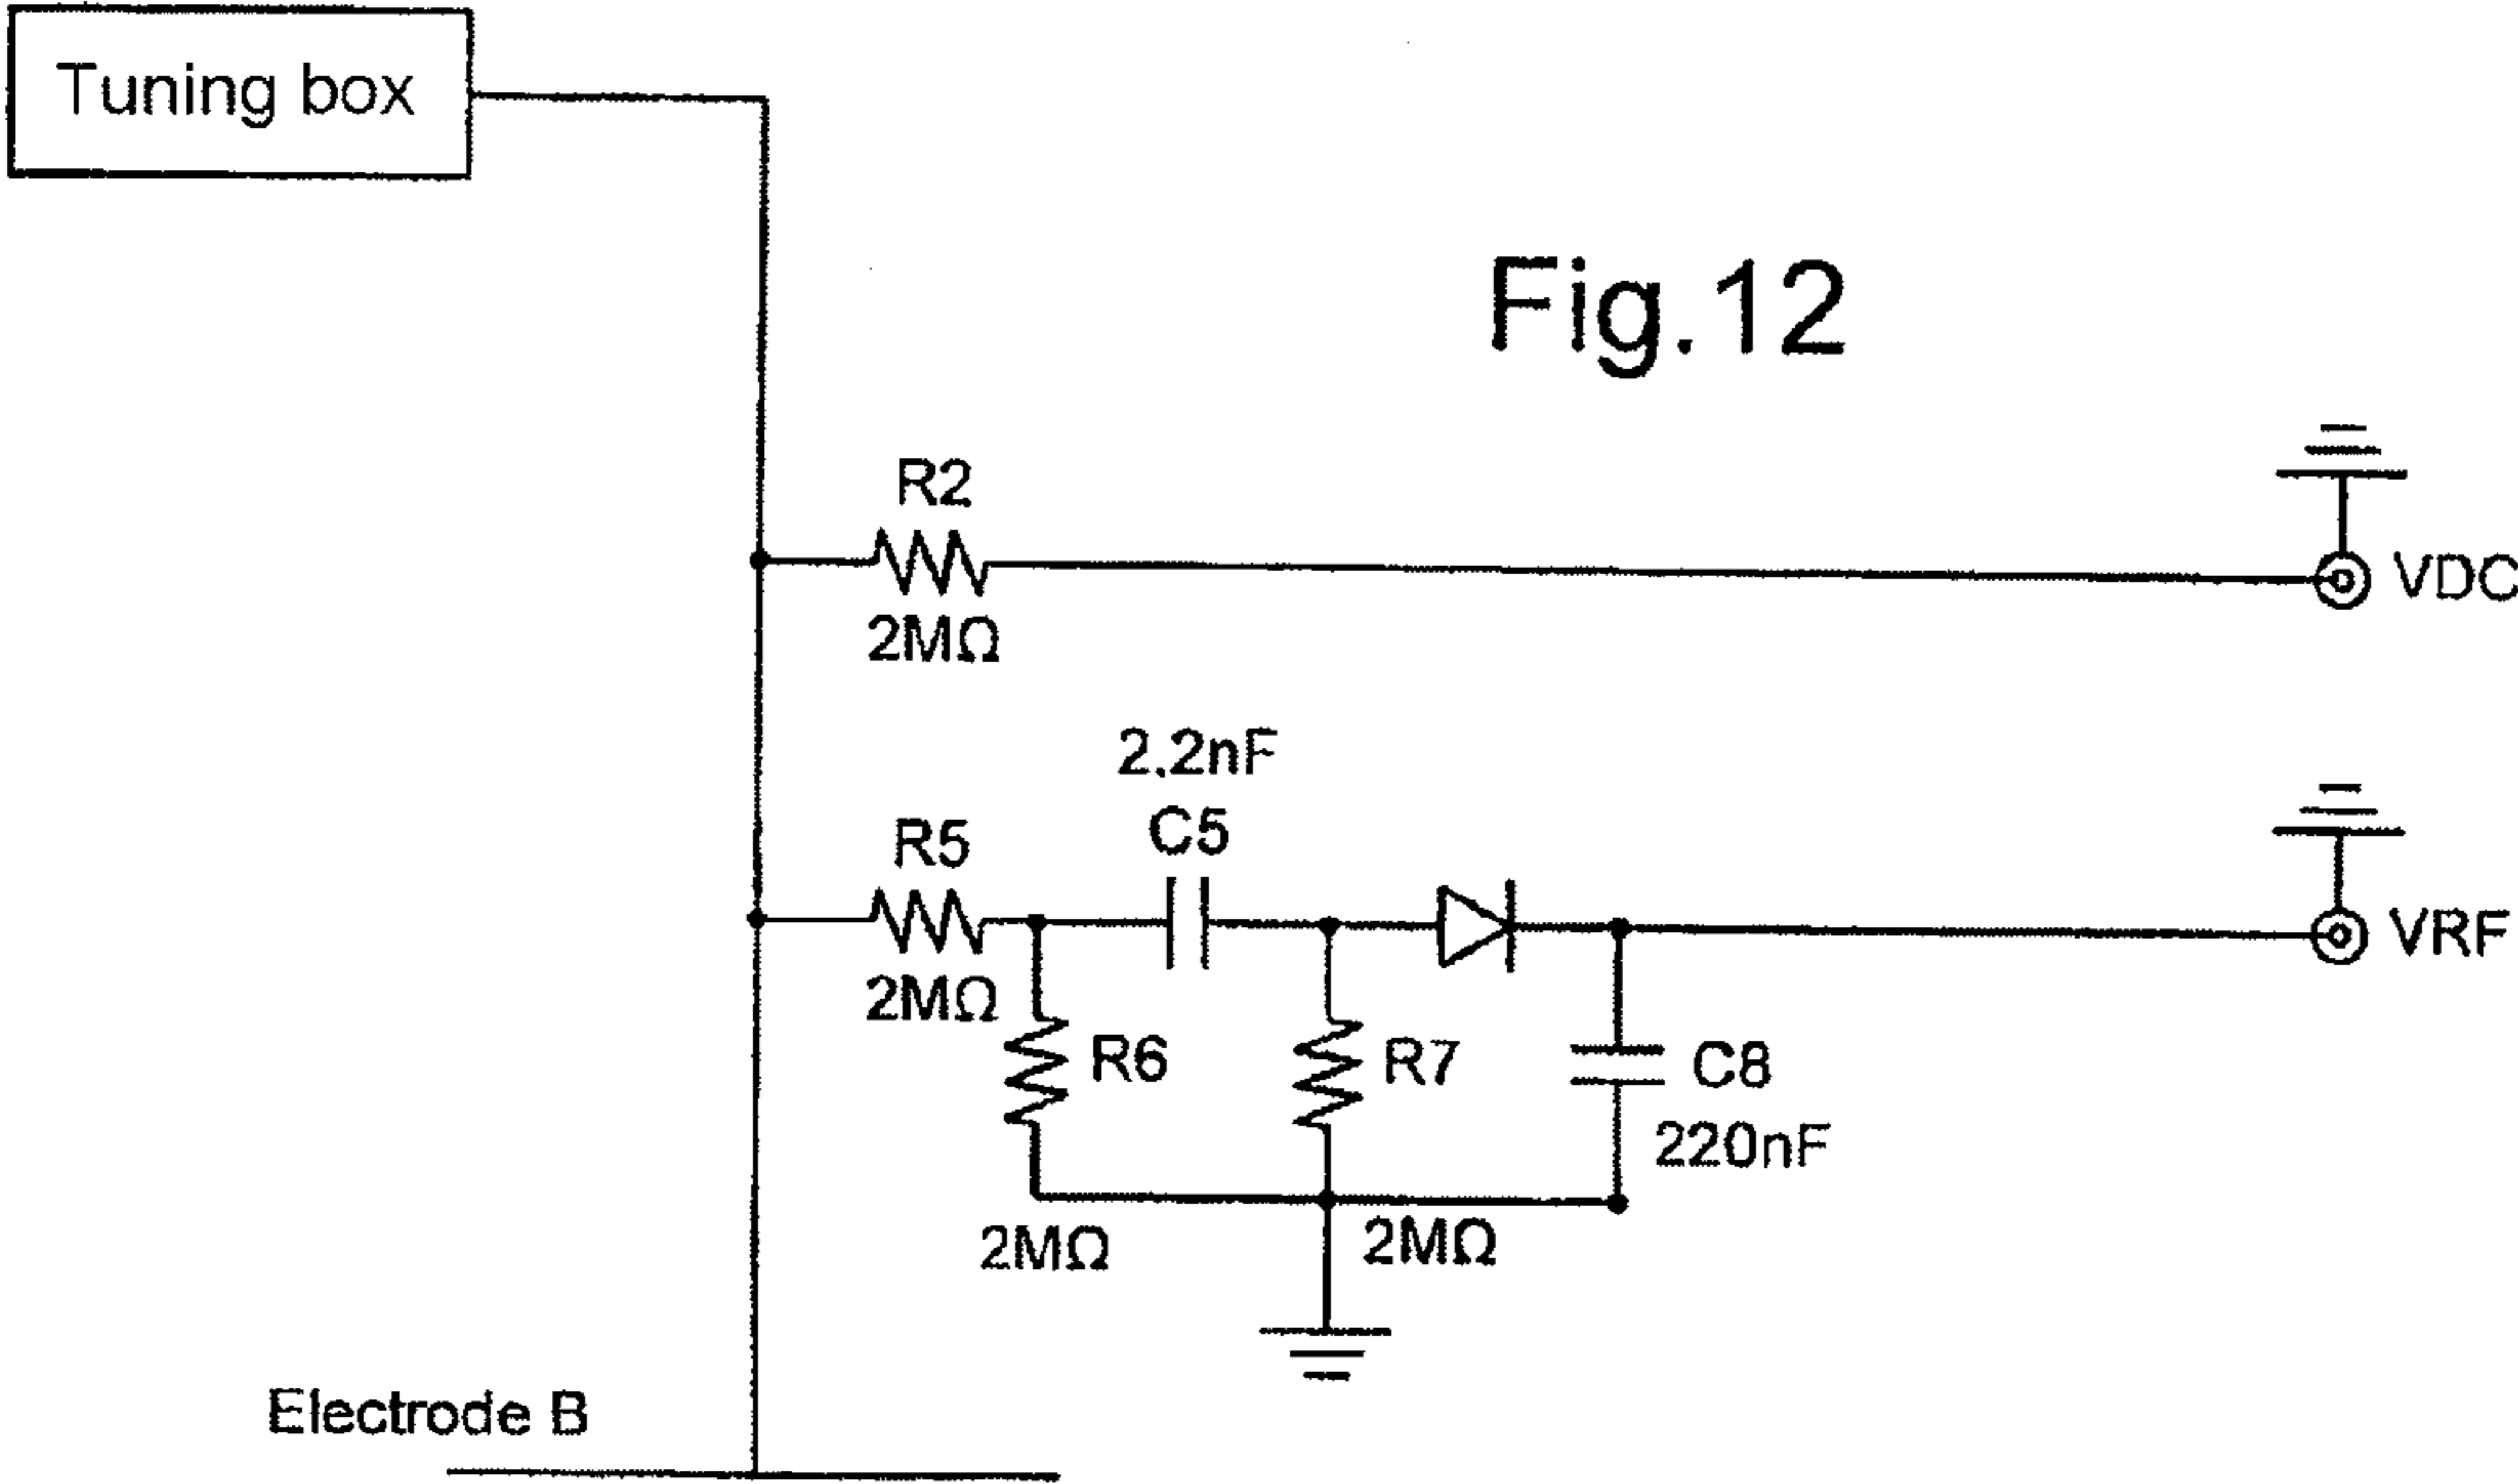 Tuning box
Fig.12
R2
2MΩ
VDC
2.2nF
C5
R5
2MΩ
VRF
R6
R7
C8
220nF
2MΩ
2MΩ
Electrode B